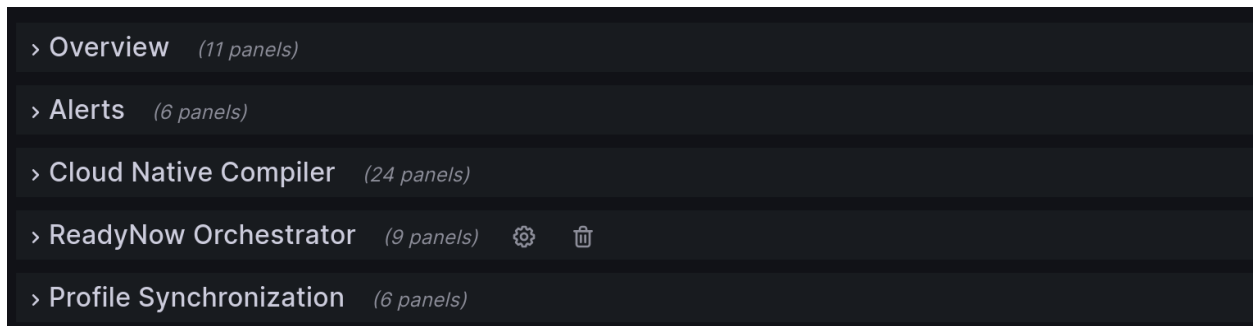 Overview (11 panels)
Alerts (6 panels)
Cloud Native Compiler (24 panels)
ReadyNow Orchestrator (9 panels)
Profile Synchronization (6 panels)